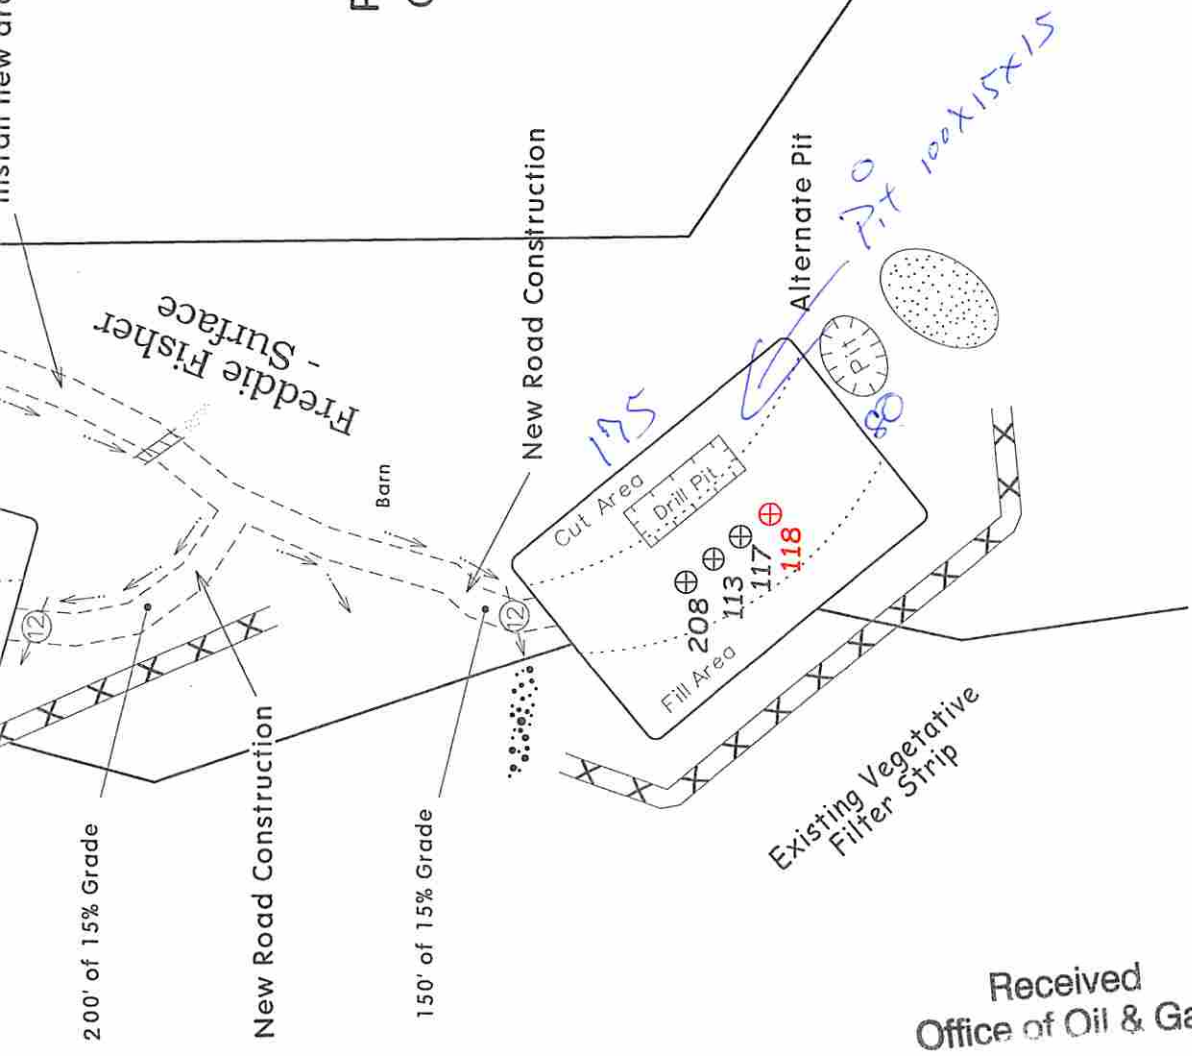 new
Freddie Fisher
- Surface
New Road Construction
Alternate Pit
Pit 100X15X15
175
80
Barn
Cut Area
Drill Pit
Pit
12
12
208
113
117
118
Fill Area
200' of 15% Grade
New Road Construction
150' of 15% Grade
Existing Vegetative
Filter Strip
Received
Office of Oil &